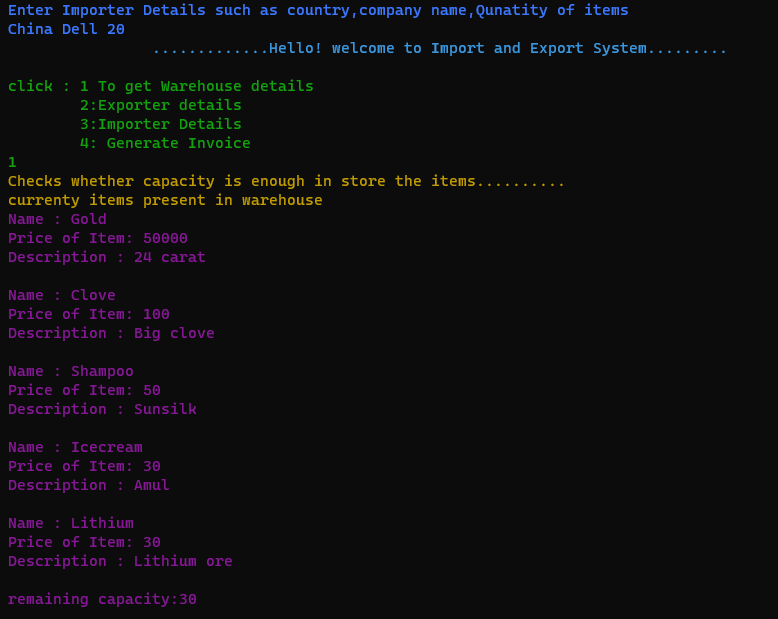 Enter Importer Details such as country,company name,Qunatity of items
China Dell 20
.............Hello! welcome to Import and Export System.........
click : 1 To get Warehouse details
2:Exporter details
3:Importer Details
4: Generate Invoice
1
Checks whether capacity is enough in store the items..........
currenty items present in warehouse
Name : Gold
Price of Item: 50000
Description : 24 carat
Name : Clove
Price of Item: 100
Description : Big clove
Name : Shampoo
Price of Item: 50
Description : Sunsilk
Name : Icecream
Price of Item: 30
Description : Amul
Name : Lithium
Price of Item: 30
Description : Lithium ore
remaining capacity:30